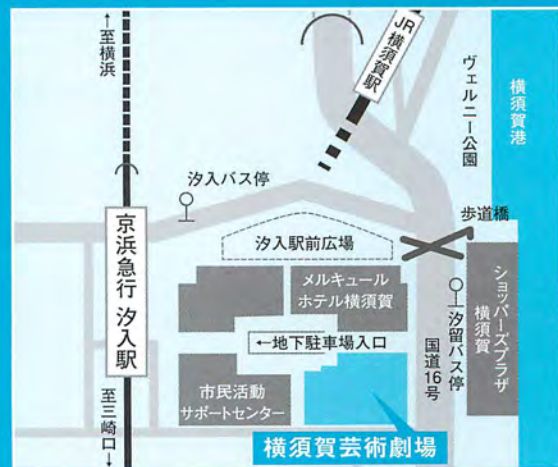 ←至横浜
JR
横須賀駅
ヴェルニー公園
横須賀港
汐入バス停
歩道橋
京浜急行 汐入駅
汐入駅前広場
メルキュール
ホテル横須賀
ショッパーズプラザ
横須賀
汐留バス停
←地下駐車場入口
国道16号
市民活動
サポートセンター
至三崎口→
横須賀芸術劇場